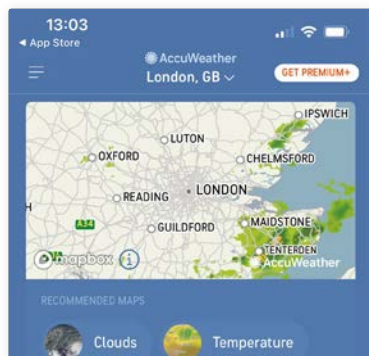 13:03
App Store
AccuWeather
London, GB
GET PREMIUM+
IPSWICH
LUTON
OXFORD
CHELMSFORD
LONDON
READING
A34
MAIDSTONE
GUILDFORD
TENTERDEN
mapbox
AccuWeather
RECOMMENDED MAPS
Clouds
Temperature